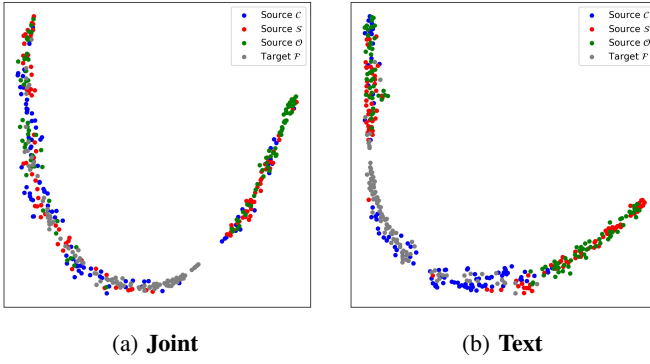 Source C
Source S
Source O
Target F
Source C
Source S
Source O
Target F
(a) Joint
(b) Text